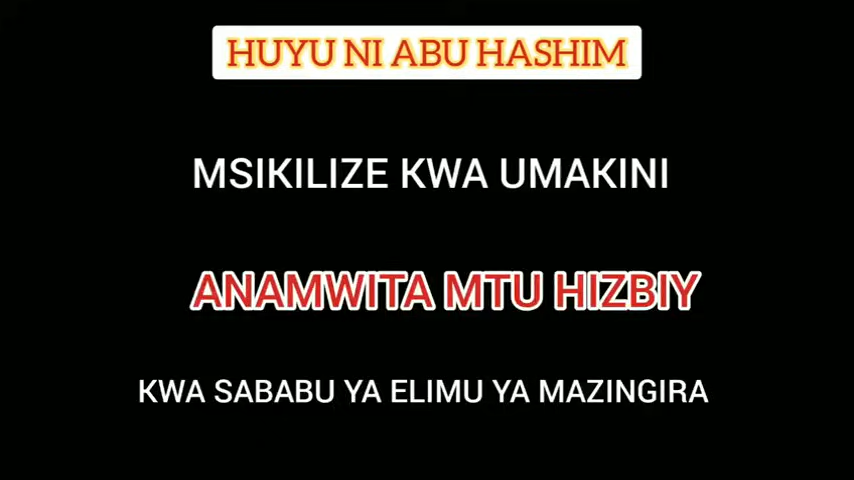 HUYU NI ABU HASHIM
MSIKILIZE KWA UMAKINI
ANAMWITA MTU HIZBIY
KWA SABABU YA ELIMU YA MAZINGIRA